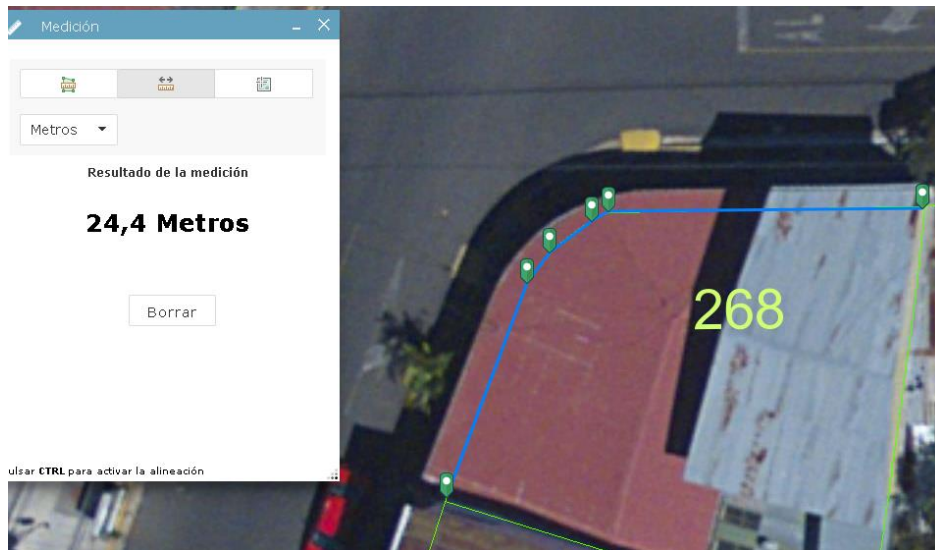 Medición
Metros
Resultado de la medición
24,4 Metros
Borrar
ulsar CTRL para activar la alineación
268